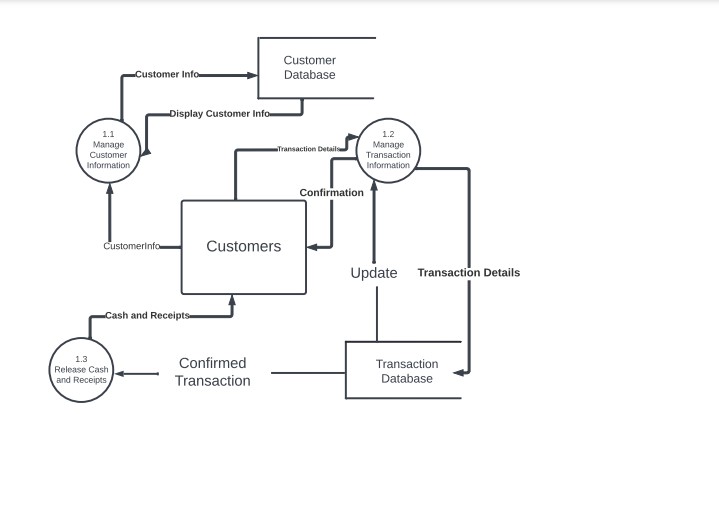 Customer
Database
Customer Info
Display Customer Info
1.1
Manage
Customer
Information
Transaction Details
1.2
Manage
Transaction
Information
Confirmation
CustomerInfo
Customers
Update
Transaction Details
Cash and Receipts
1.3
Release Cash
and Receipts
Confirmed
Transaction
Transaction
Database